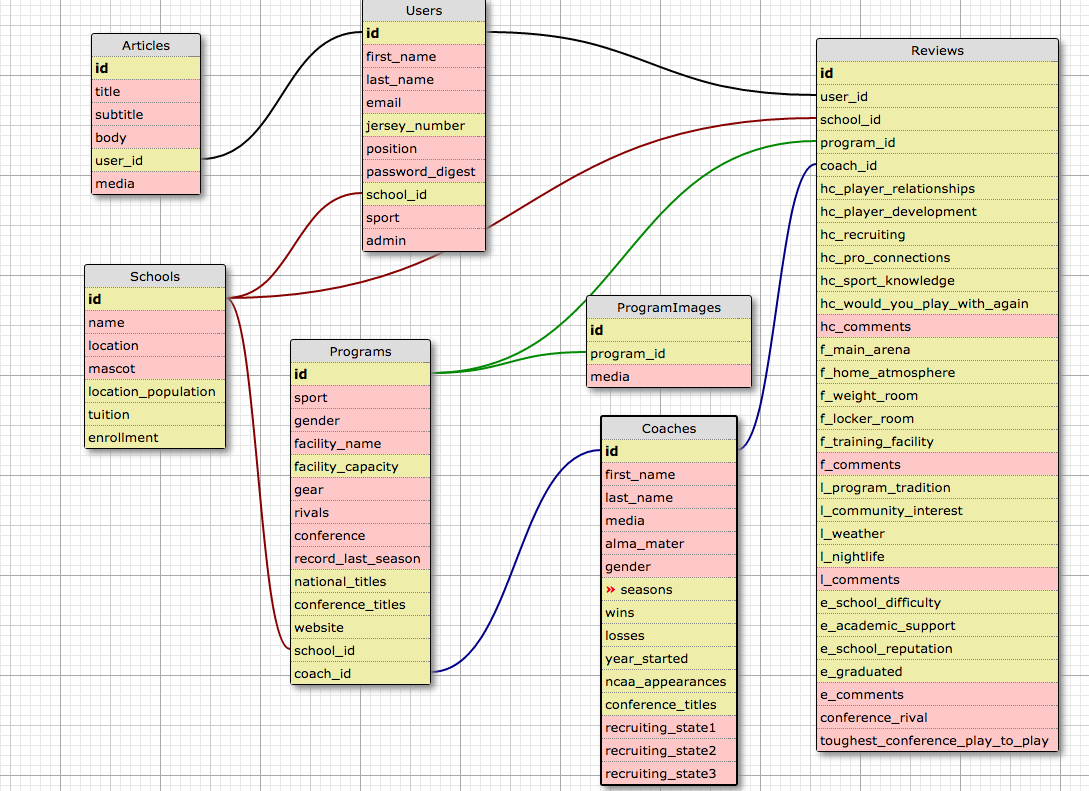 Articles
id
title
subtitle
body
user_id
media
Users
id
first_name
last_name
email
jersey_number
position
password_digest
school_id
sport
admin
Schools
id
name
location
mascot
location_population
tuition
enrollment
Programs
id
sport
gender
facility_name
facility_capacity
gear
rivals
conference
record_last_season
national_titles
conference_titles
website
school_id
coach_id
ProgramImages
id
program_id
media
Coaches
id
first_name
last_name
media
alma_mater
gender
» seasons
wins
losses
year_started
ncaa_appearances
conference_titles
recruiting_state1
recruiting_state2
recruiting_state3
Reviews
id
user_id
school_id
program_id
coach_id
hc_player_relationships
hc_player_development
hc_recruiting
hc_pro_connections
hc_sport_knowledge
hc_would_you_play_with_again
hc_comments
f_main_arena
f_home_atmosphere
f_weight_room
f_locker_room
f_training_facility
f_comments
l_program_tradition
l_community_interest
l_weather
l_nightlife
l_comments
e_school_difficulty
e_academic_support
e_school_reputation
e_graduated
e_comments
conference_rival
toughest_conference_play_to_play